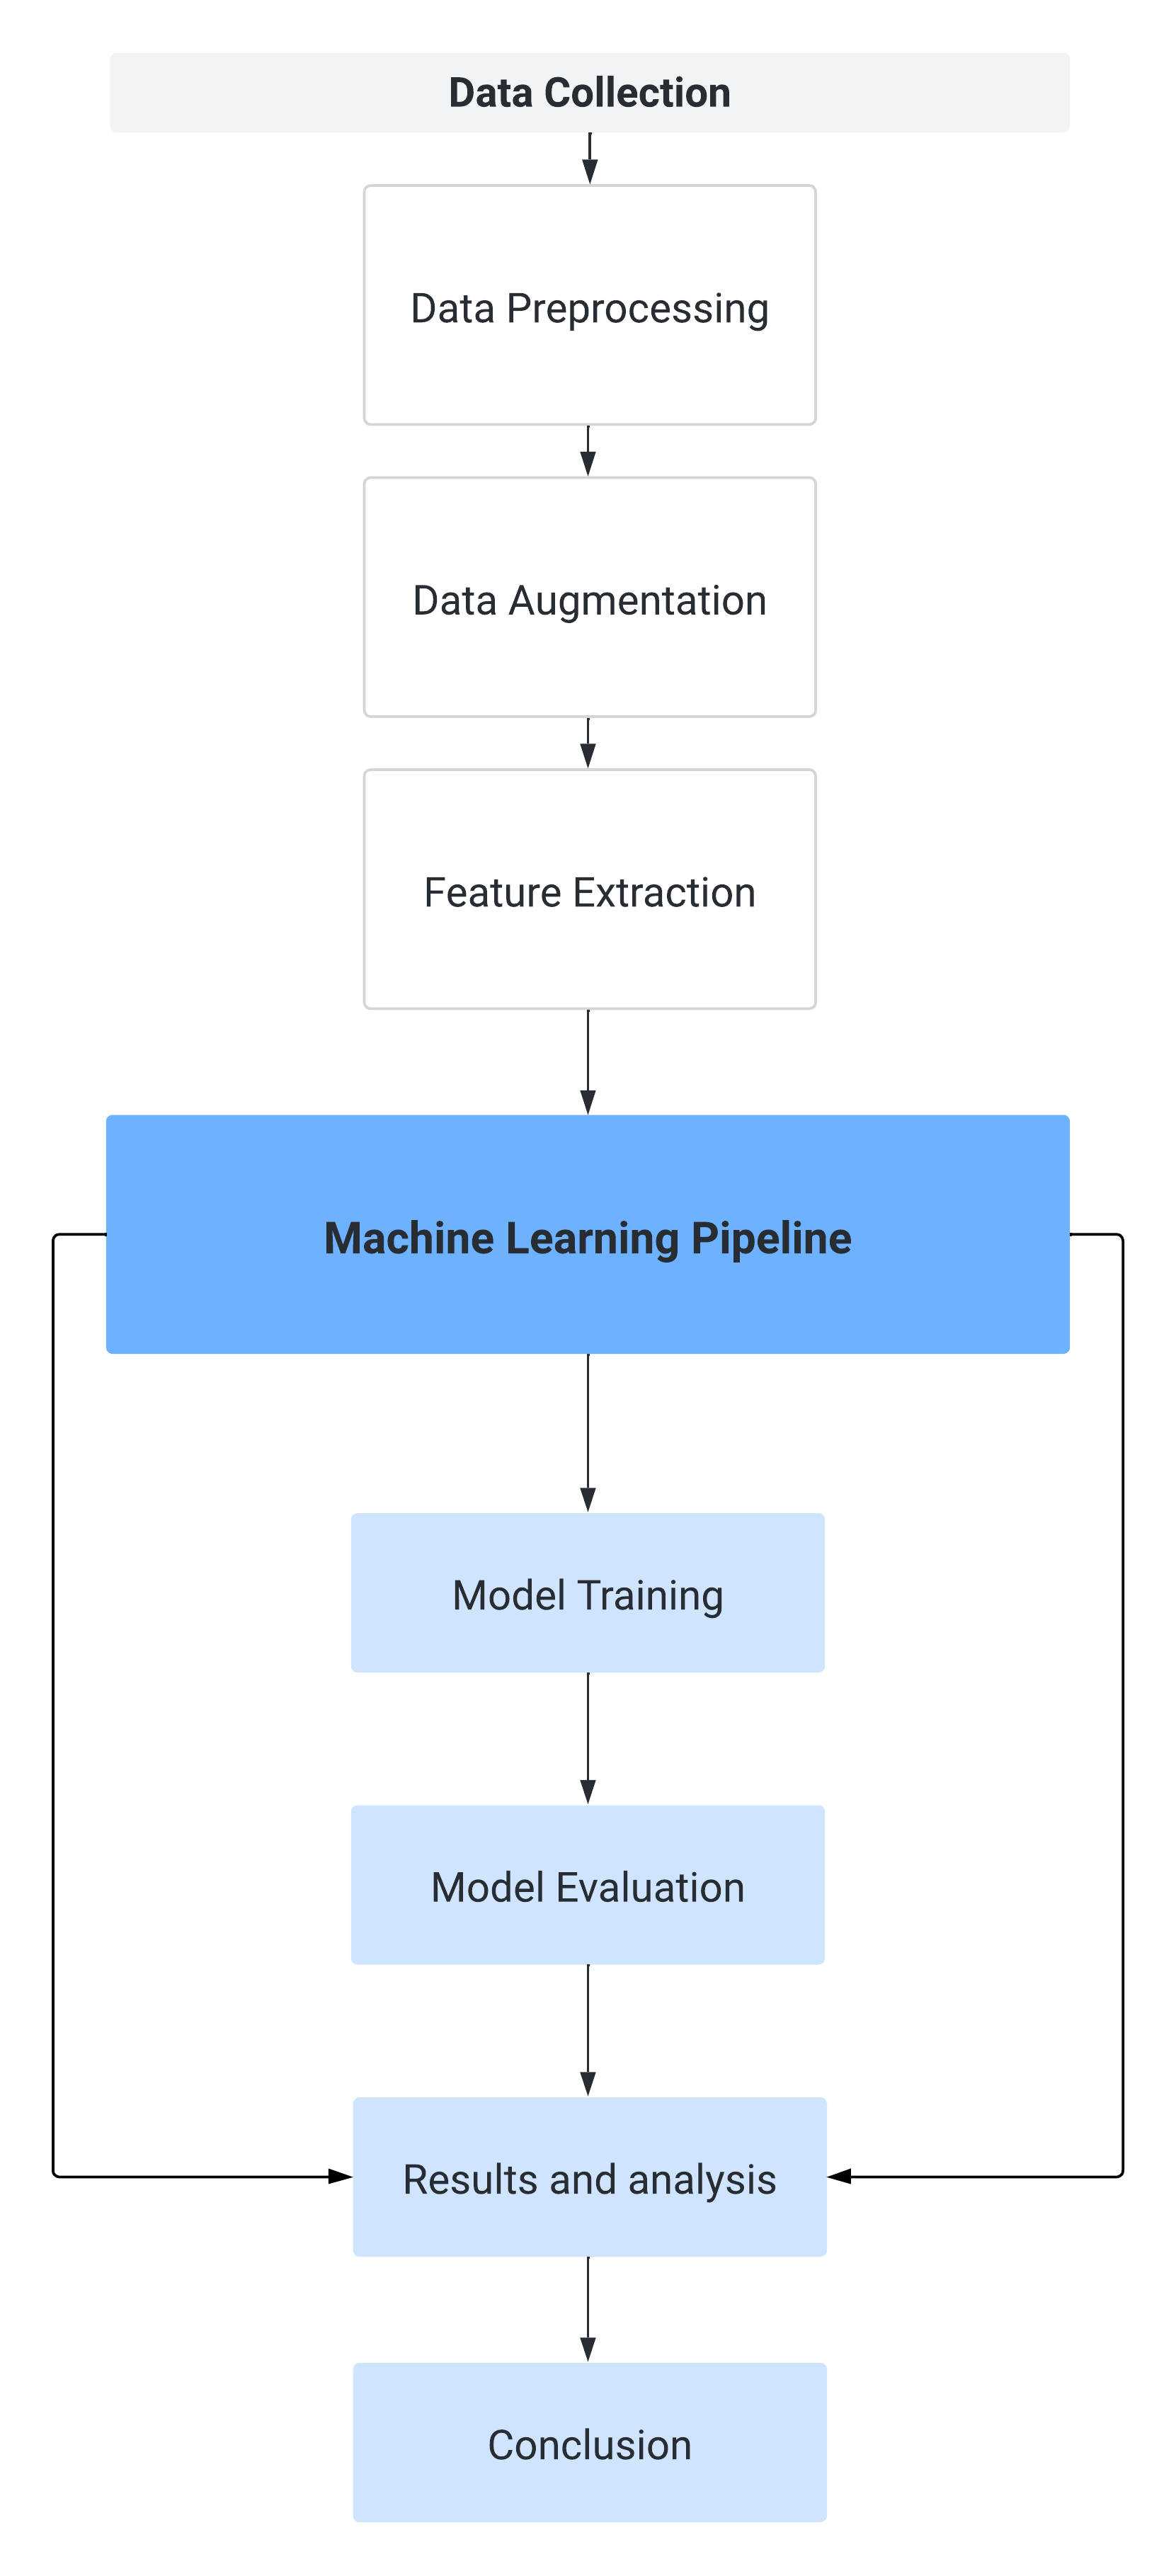 Data Collection
Data Preprocessing
Data Augmentation
Feature Extraction
Machine Learning Pipeline
Model Training
Model Evaluation
Results and analysis
Conclusion